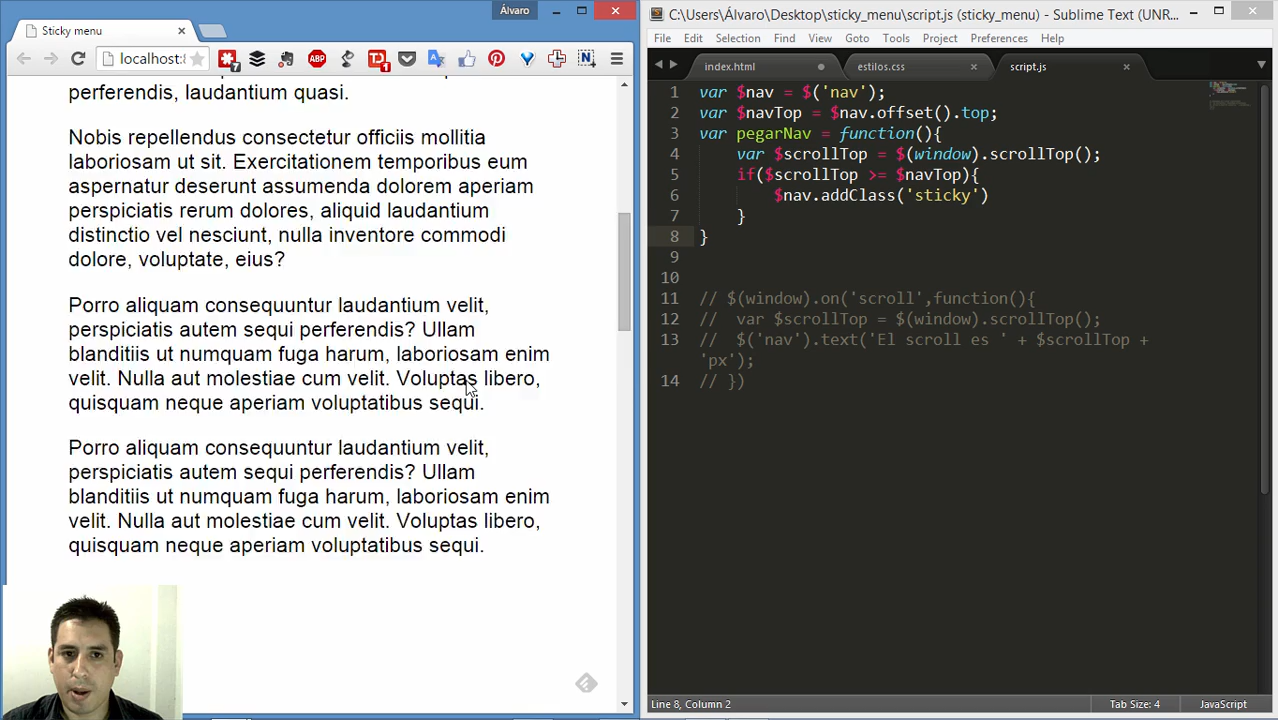 Álvaro
Sticky menu
localhost:8
7
ABP
1
perferendis, laudantium quasi.
Nobis repellendus consectetur officiis mollitia
laboriosam ut sit. Exercitationem temporibus eum
aspernatur deserunt assumenda dolorem aperiam
perspiciatis rerum dolores, aliquid laudantium
distinctio vel nesciunt, nulla inventore commodi
dolore, voluptate, eius?
Porro aliquam consequuntur laudantium velit,
perspiciatis autem sequi perferendis? Ullam
blanditiis ut numquam fuga harum, laboriosam enim
velit. Nulla aut molestiae cum velit. Voluptas libero,
quisquam neque aperiam voluptatibus sequi.
Porro aliquam consequuntur laudantium velit,
perspiciatis autem sequi perferendis? Ullam
blanditiis ut numquam fuga harum, laboriosam enim
velit. Nulla aut molestiae cum velit. Voluptas libero,
quisquam neque aperiam voluptatibus sequi.
C:\Users\Álvaro\Desktop\sticky_menu\script.js (sticky_menu) - Sublime Text (UNR...
File Edit Selection Find View Goto Tools Project Preferences Help
index.html estilos.css script.js
1 var $nav = $('nav');
2 var $navTop = $nav.offset().top;
3 var pegarNav = function(){
4 var $scrollTop = $(window).scrollTop();
5 if($scrollTop >= $navTop){
6 $nav.addClass('sticky')
7 }
8 }
9
10
11 // $(window).on('scroll',function(){
12 // var $scrollTop = $(window).scrollTop();
13 // $('nav').text('El scroll es ' + $scrollTop +
'px');
14 // })
Line 8, Column 2 Tab Size: 4 JavaScript